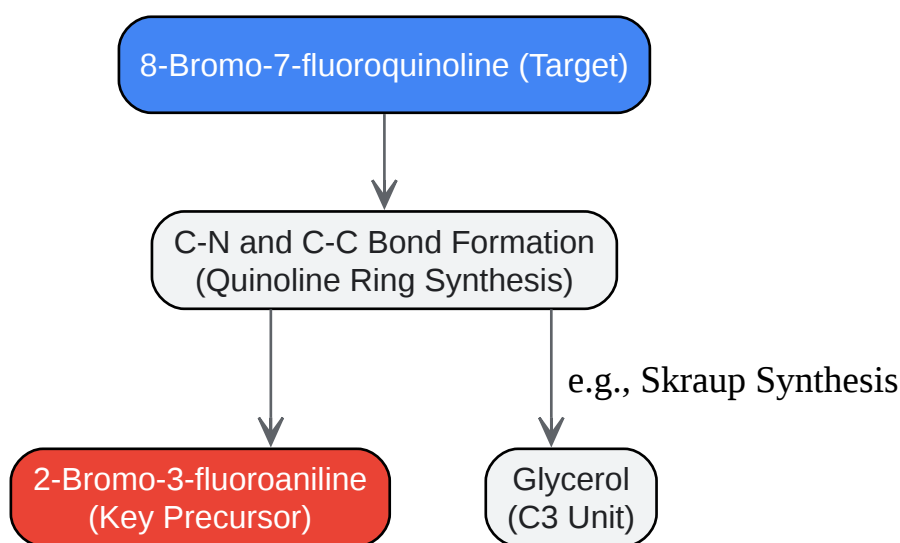 8-Bromo-7-fluoroquinoline (Target)
C-N and C-C Bond Formation
(Quinoline Ring Synthesis)
e.g., Skraup Synthesis
2-Bromo-3-fluoroaniline
(Key Precursor)
Glycerol
(C3 Unit)